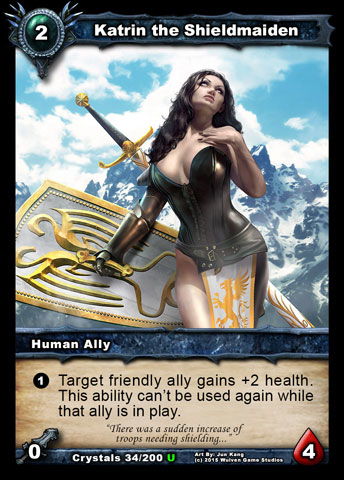 2 Katrin the Shieldmaiden
Human Ally
1 Target friendly ally gains +2 health.
This ability can't be used again while
that ally is in play.
"There was a sudden increase of
troops needing shielding..."
0 Crystals 34/200 U 4
Art By: Jun Kang
(c) 2015 Wulven Game Studios